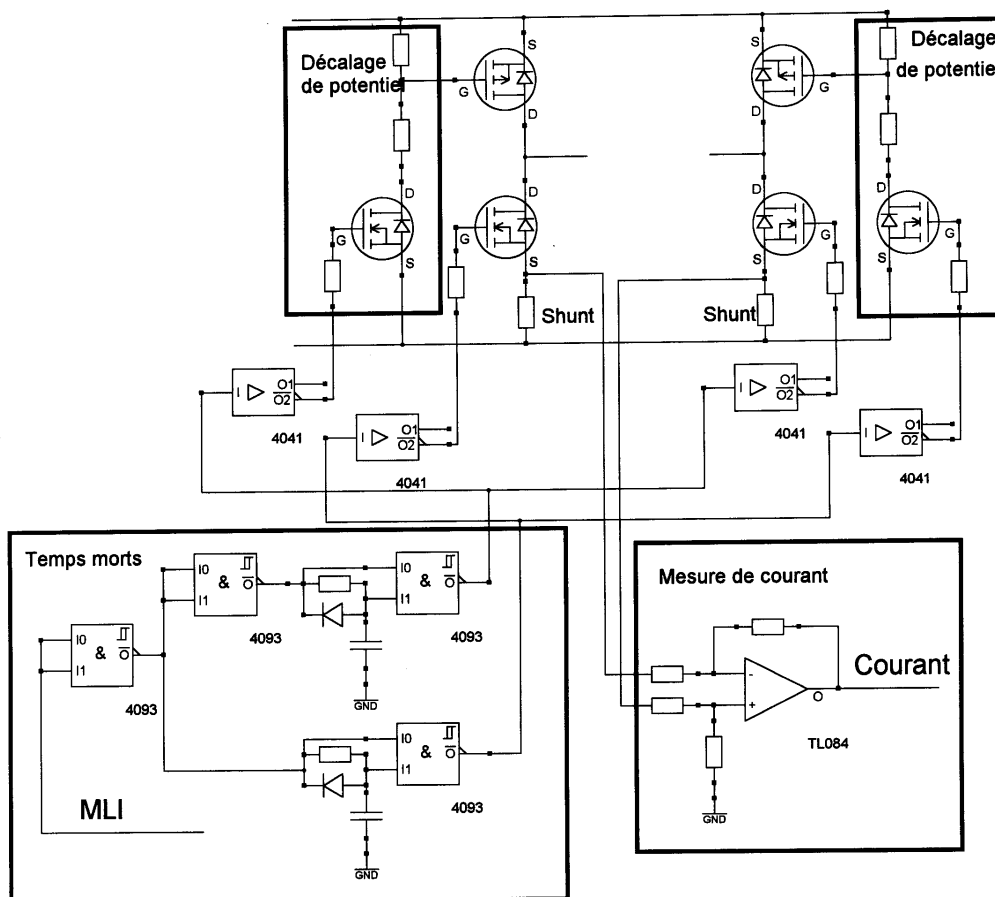 Décalage
de potentiel
Décalage
de potentiel
S
G
D
S
G
D
D
G
S
D
G
S
D
G
S
D
G
S
Shunt
Shunt
I
O1
O2
4041
I
O1
O2
4041
I
O1
O2
4041
I
O1
O2
4041
Temps morts
I0
I1
&
O
4093
I0
I1
&
O
4093
I0
I1
&
O
4093
GND
I0
I1
&
O
4093
GND
MLI
Mesure de courant
-
+
O
TL084
GND
Courant